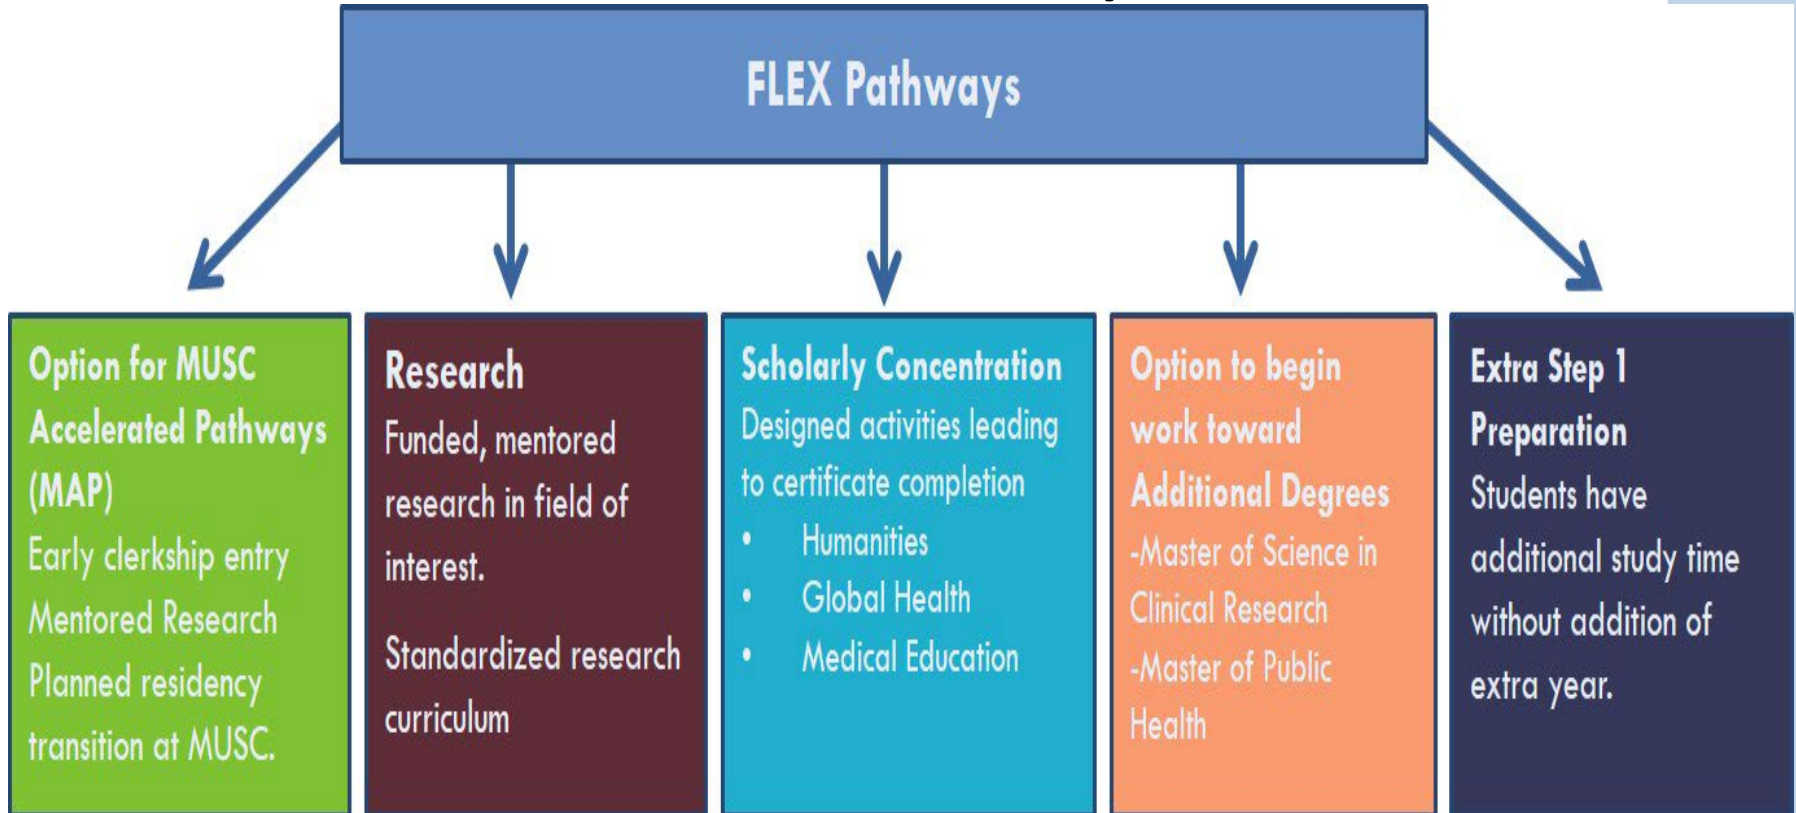 FLEX Pathways
Option for MUSC
Accelerated Pathways
(MAP)
Early clerkship entry
Mentored Research
Planned residency
transition at MUSC.
Research
Funded, mentored
research in field of
interest.
Standardized research
curriculum
Scholarly Concentration
Designed activities leading
to certificate completion
• Humanities
• Global Health
• Medical Education
Option to begin
work toward
Additional Degrees
-Master of Science in
Clinical Research
-Master of Public
Health
Extra Step 1
Preparation
Students have
additional study time
without addition of
extra year.